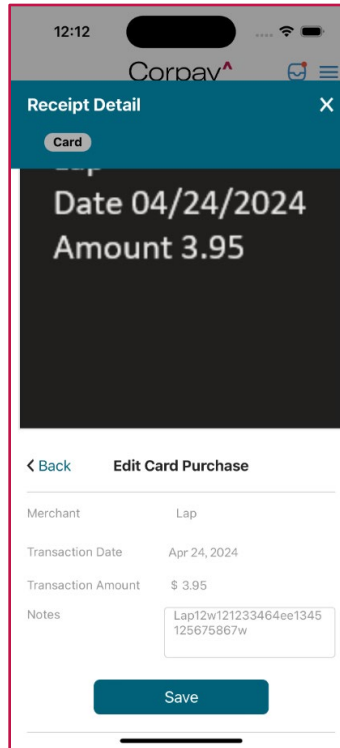 12:12
Corpay^
Receipt Detail X
Card
Lap
Date 04/24/2024
Amount 3.95
Back Edit Card Purchase
Merchant Lap
Transaction Date Apr 24, 2024
Transaction Amount $ 3.95
Notes Lap12w121233464ee1345
125675867w
Save